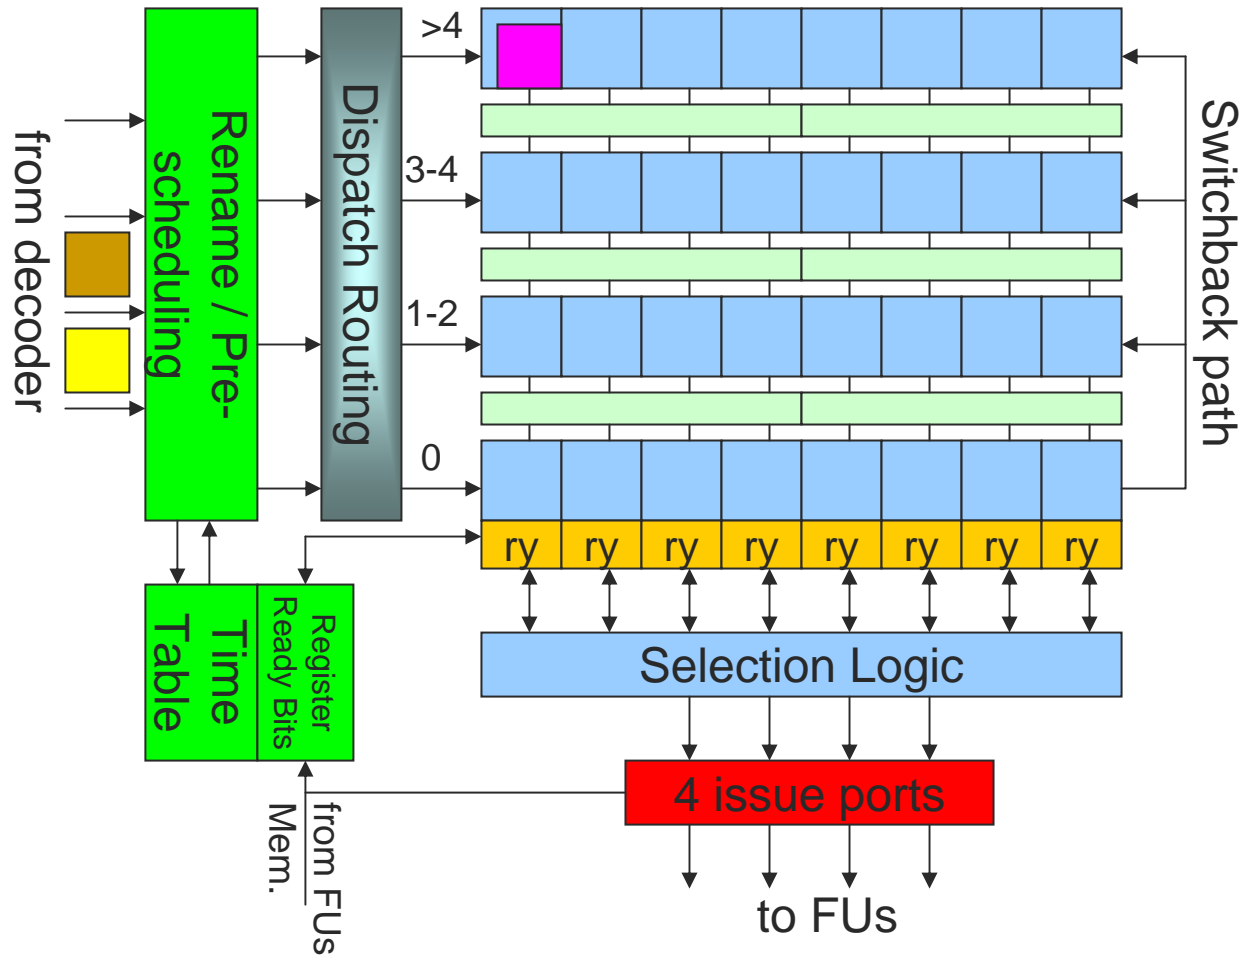 from decoder
Rename / Pre-
scheduling
Dispatch Routing
>4
3-4
1-2
0
Switchback path
ry ry ry ry ry ry ry ry
Time
Table
Register
Ready Bits
Selection Logic
4 issue ports
from FUs
Mem.
to FUs